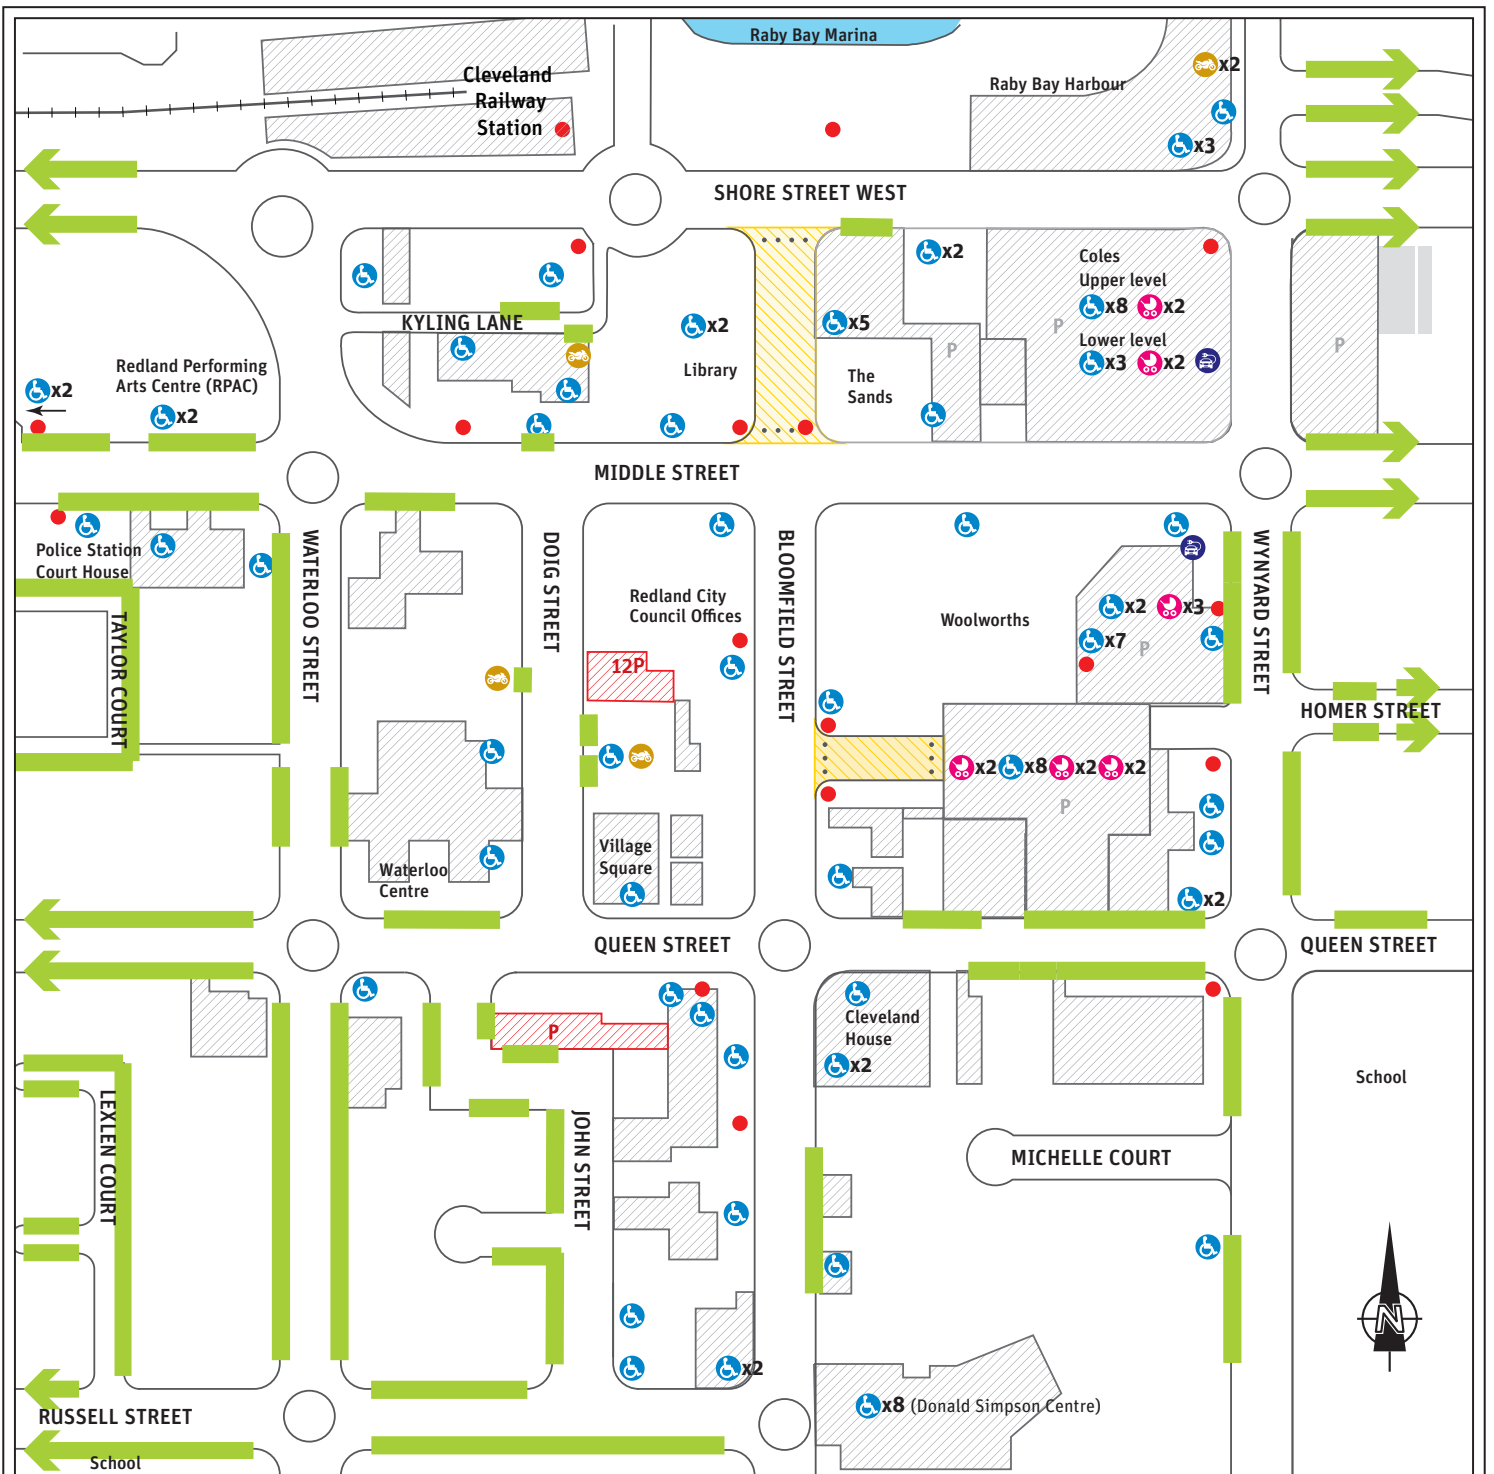 Raby Bay Marina
Cleveland
Railway
Station
Raby Bay Harbour
x2
x3
SHORE STREET WEST
x2
Coles
Upper level
x8 x2
P
Lower level
x3 x2
KYLING LANE
x2
x5
P
P
Library
The
Sands
Redland Performing
Arts Centre (RPAC)
x2
x2
MIDDLE STREET
Police Station
Court House
WATERLOO STREET
DOIG STREET
BLOOMFIELD STREET
WYNYARD STREET
TAYLOR COURT
Redland City
Council Offices
12P
Woolworths
x2 x3
x7
P
HOMER STREET
x2 x8 x2 x2
P
Village
Square
Waterloo
Centre
x2
QUEEN STREET
QUEEN STREET
P
Cleveland
House
x2
School
LEXLEN COURT
JOHN STREET
MICHELLE COURT
N
x2
x8 (Donald Simpson Centre)
RUSSELL STREET
School